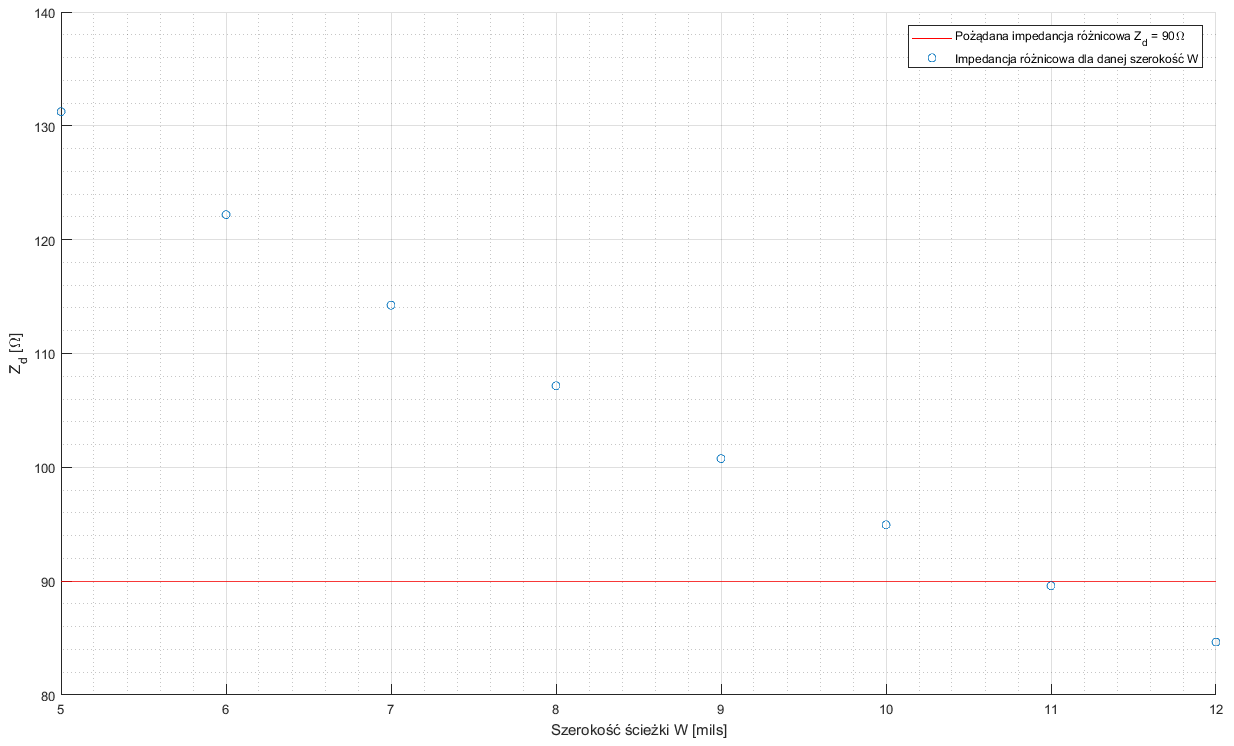 140
130
120
110
100
90
80
Z_d [Ω]
5 6 7 8 9 10 11 12
Szerokość ścieżki W [mils]
Pożądana impedancja różnicowa Z_d = 90Ω
Impedancja różnicowa dla danej szerokość W